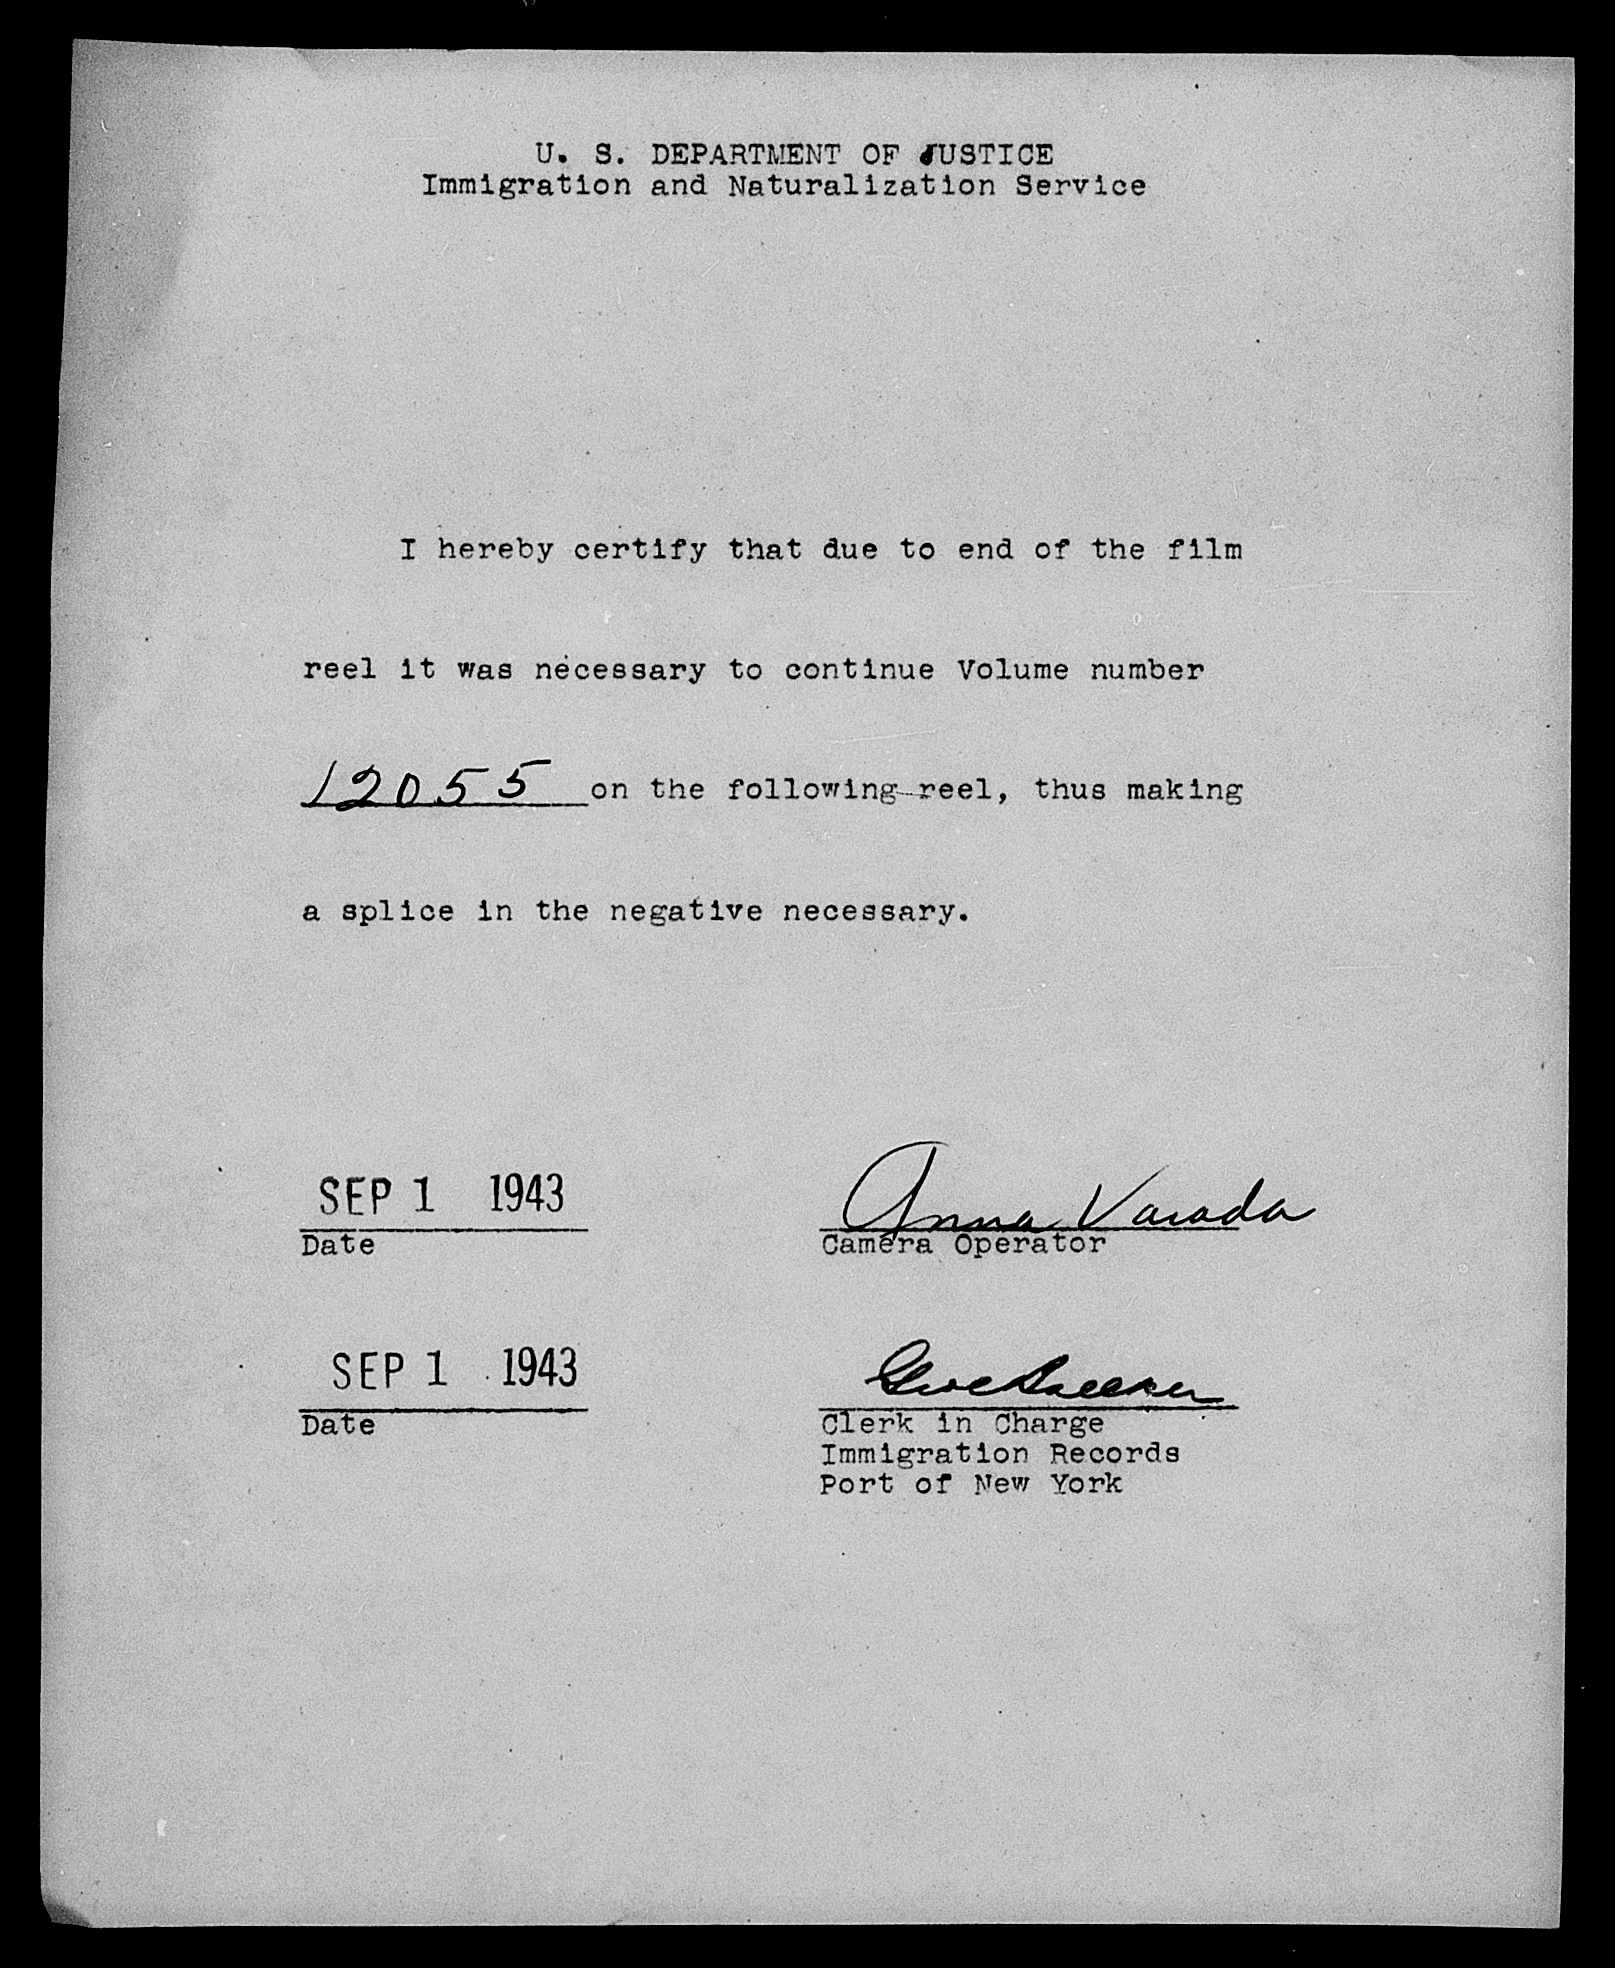 U. S. DEPARTMENT OF JUSTICE
Immigration and Naturalization Service
I hereby certify that due to end of the film
reel it was necessary to continue Volume number
12055 on the following reel, thus making
a splice in the negative necessary.
SEP 1 1943
Anna Varada
Date
Camera Operator
SEP 1 1943
Date
Clerk in Charge
Immigration Records
Port of New York